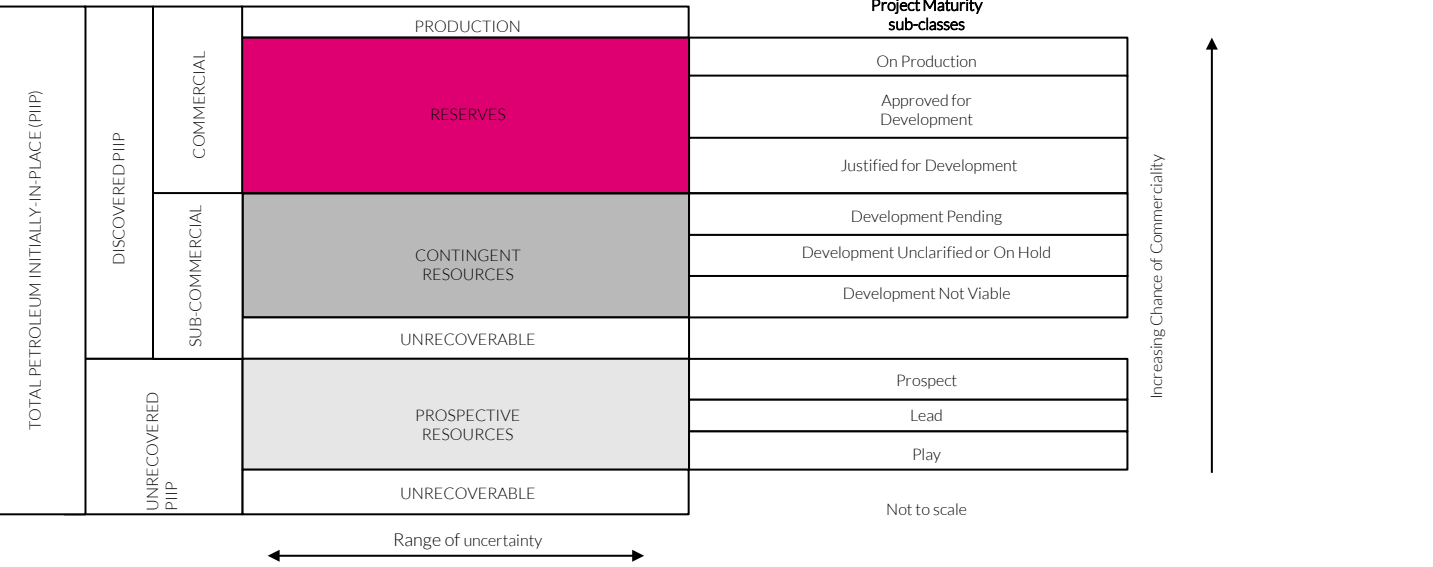 Project Maturity
sub-classes
TOTAL PETROLEUM INITIALLY-IN-PLACE (PIIP)
DISCOVERED PIIP
COMMERCIAL
SUB-COMMERCIAL
UNRECOVERED
PIIP
PRODUCTION
RESERVES
CONTINGENT
RESOURCES
UNRECOVERABLE
PROSPECTIVE
RESOURCES
UNRECOVERABLE
On Production
Approved for
Development
Justified for Development
Development Pending
Development Unclarified or On Hold
Development Not Viable
Prospect
Lead
Play
Increasing Chance of Commerciality
Not to scale
Range of uncertainty